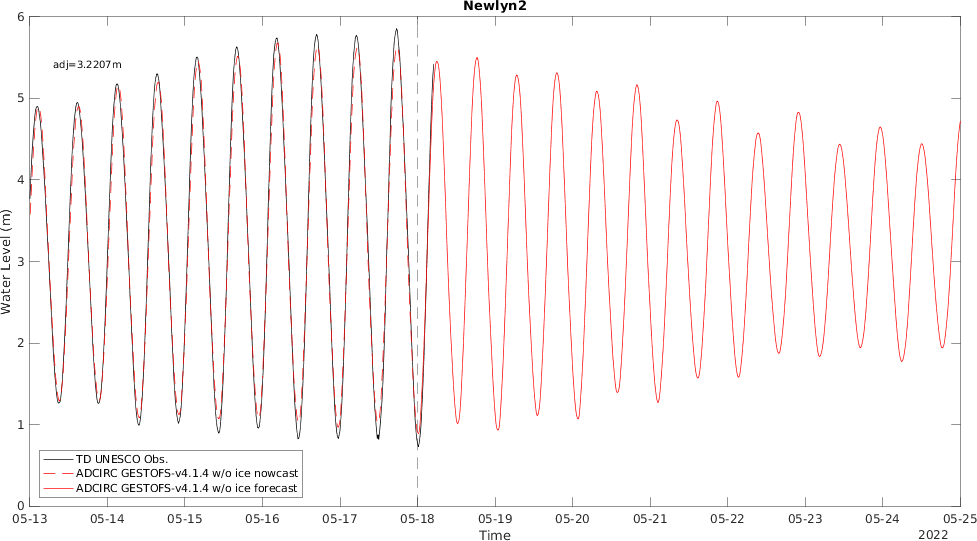 Newlyn2
adj=3.2207m
Water Level (m)
6
5
4
3
2
1
0
TD UNESCO Obs.
ADCIRC GESTOFS-v4.1.4 w/o ice nowcast
ADCIRC GESTOFS-v4.1.4 w/o ice forecast
05-13 05-14 05-15 05-16 05-17 05-18 05-19 05-20 05-21 05-22 05-23 05-24 05-25
Time
2022